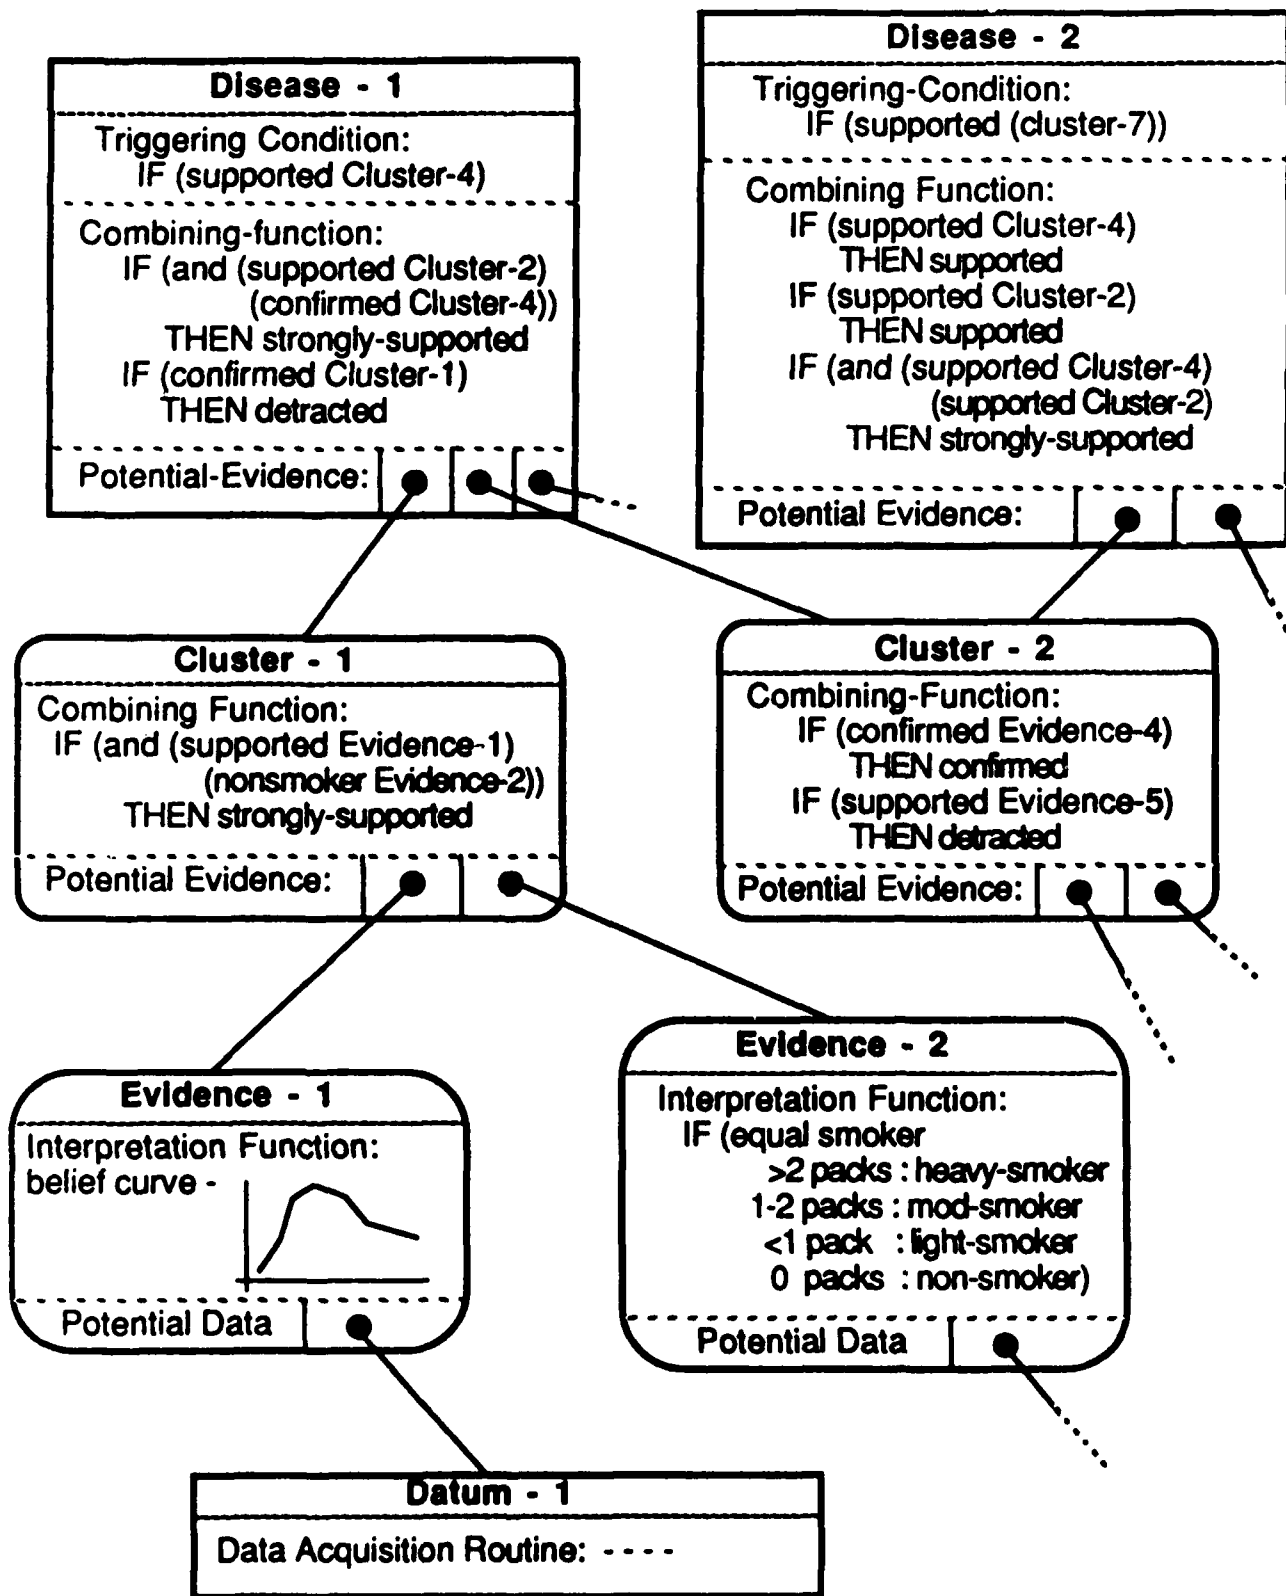 Disease - 1
Triggering Condition:
IF (supported Cluster-4)
Combining-function:
IF (and (supported Cluster-2)
(confirmed Cluster-4))
THEN strongly-supported
IF (confirmed Cluster-1)
THEN detracted
Potential-Evidence:
Disease - 2
Triggering-Condition:
IF (supported (cluster-7))
Combining Function:
IF (supported Cluster-4)
THEN supported
IF (supported Cluster-2)
THEN supported
IF (and (supported Cluster-4)
(supported Cluster-2)
THEN strongly-supported
Potential Evidence:
Cluster - 1
Combining Function:
IF (and (supported Evidence-1)
(nonsmoker Evidence-2))
THEN strongly-supported
Potential Evidence:
Cluster - 2
Combining-Function:
IF (confirmed Evidence-4)
THEN confirmed
IF (supported Evidence-5)
THEN detracted
Potential Evidence:
Evidence - 1
Interpretation Function:
belief curve -
Potential Data
Evidence - 2
Interpretation Function:
IF (equal smoker
>2 packs : heavy-smoker
1-2 packs : mod-smoker
<1 pack : light-smoker
0 packs : non-smoker)
Potential Data
Datum - 1
Data Acquisition Routine: - - - -